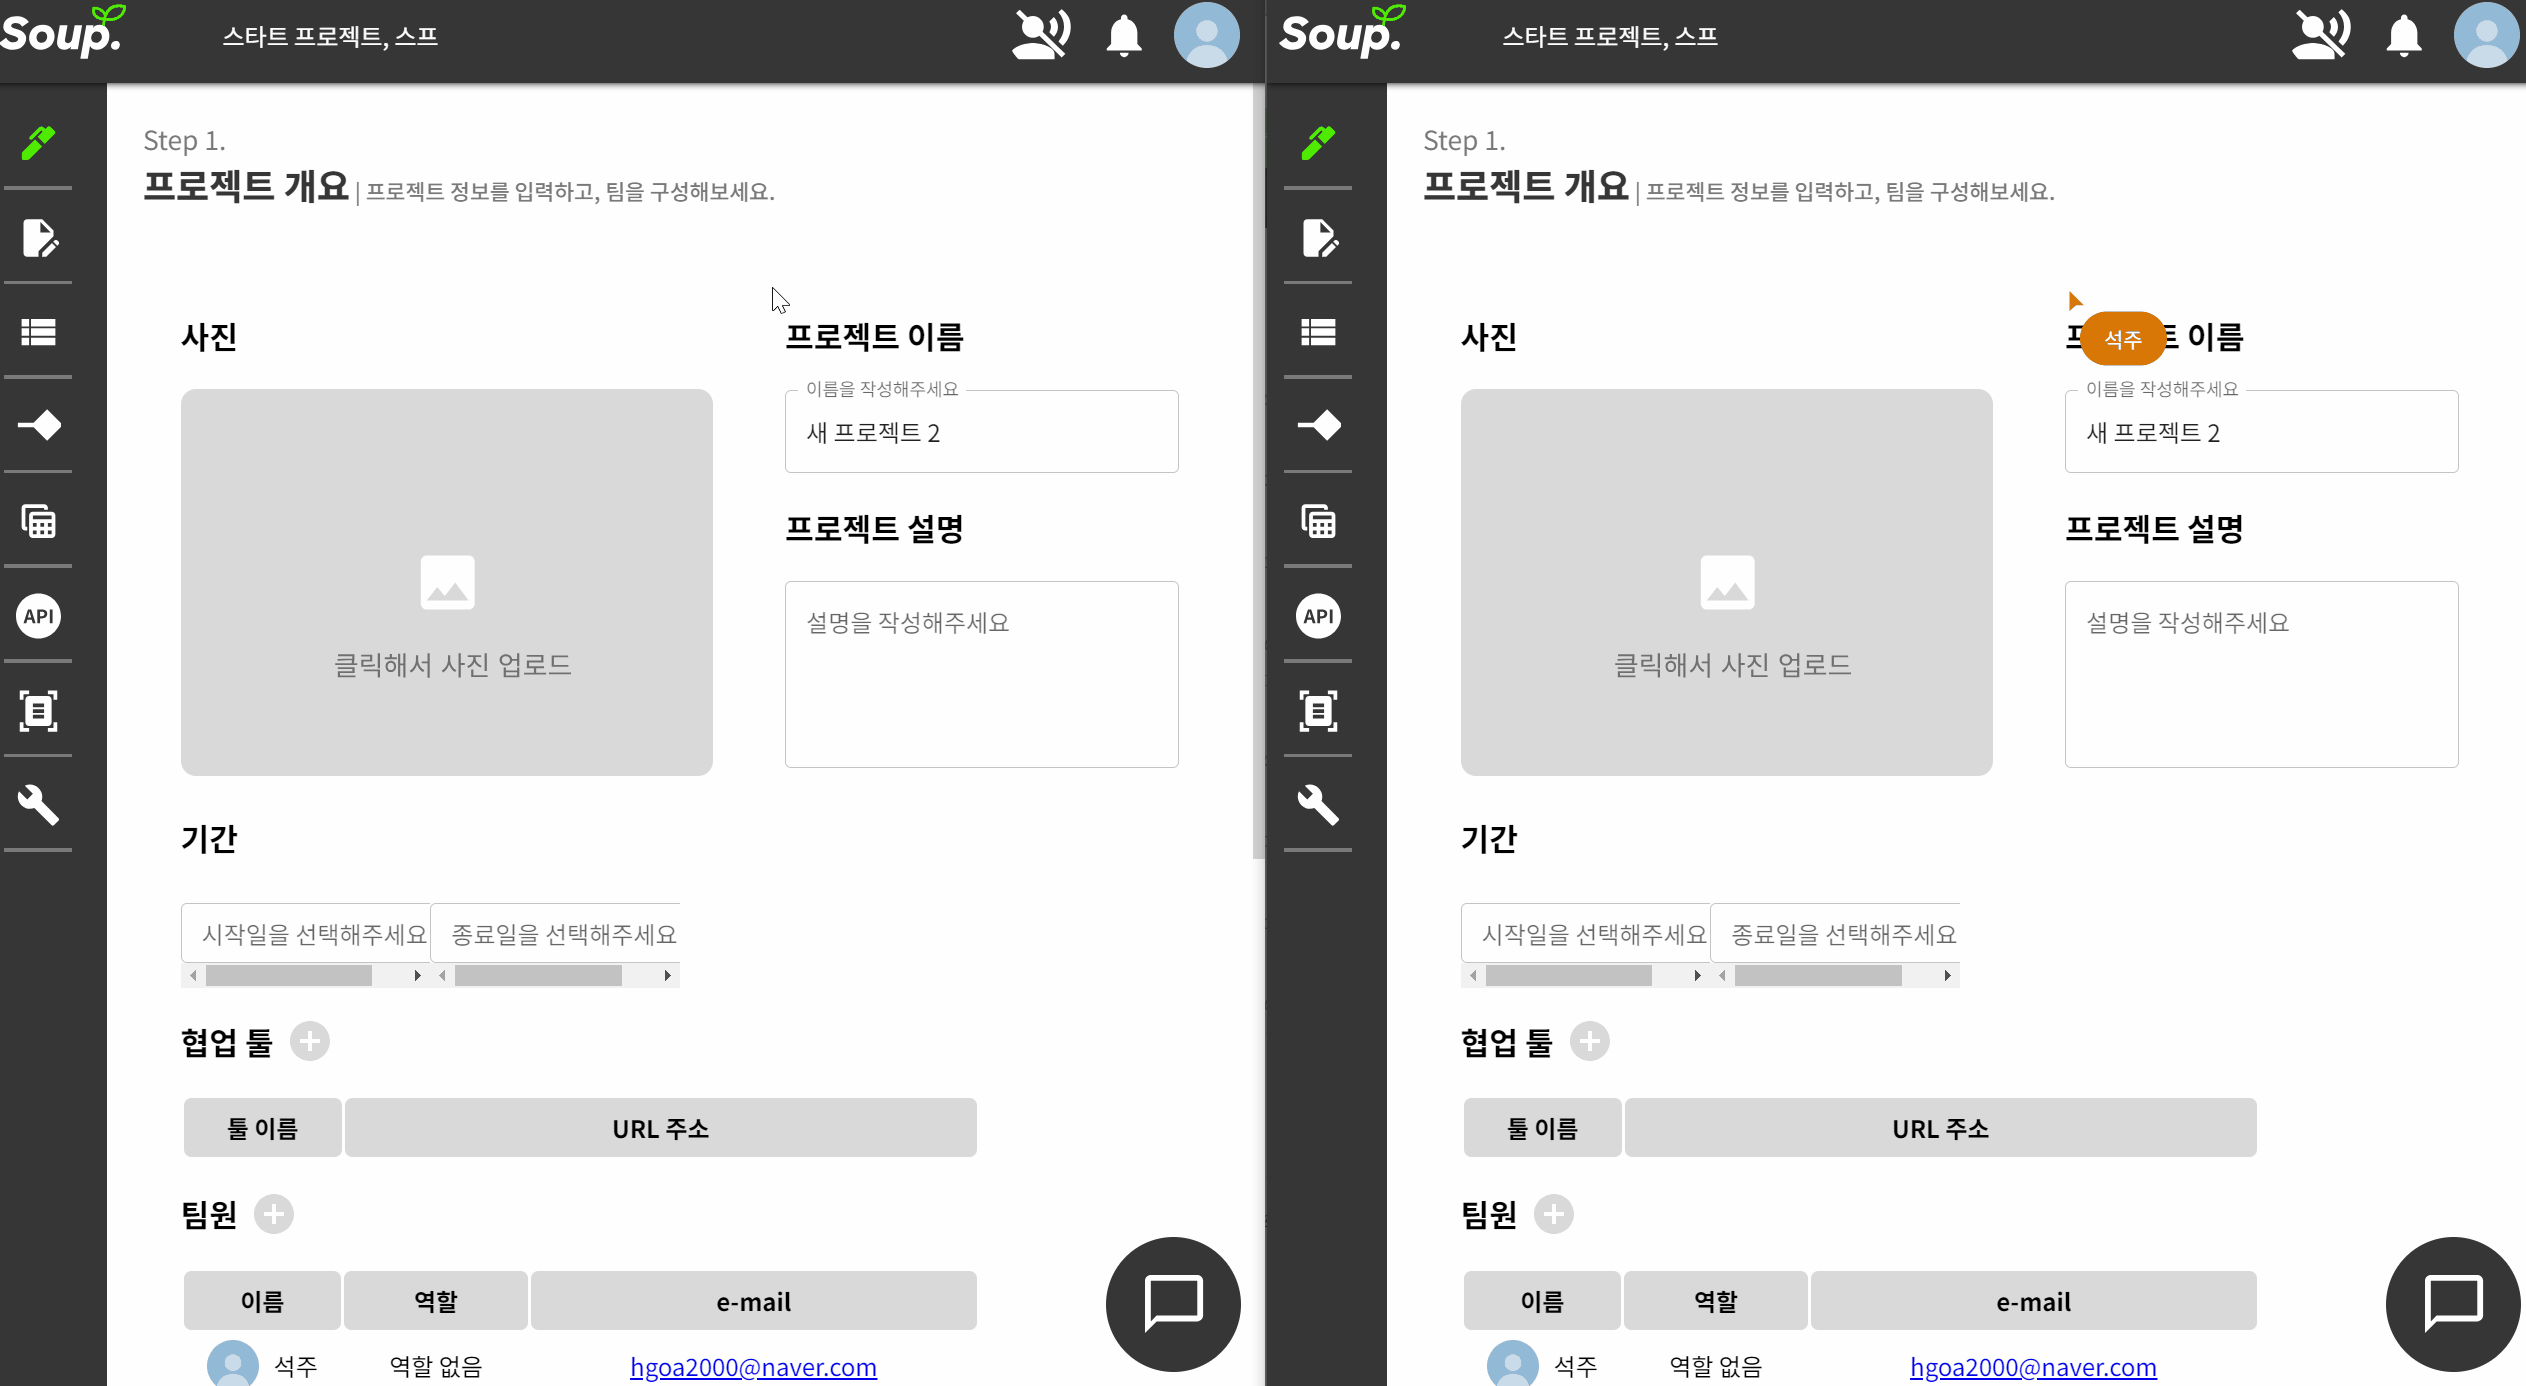 Soup.
스타트 프로젝트, 스프
Step 1.
프로젝트 개요 | 프로젝트 정보를 입력하고, 팀을 구성해보세요.
사진
프로젝트 이름
이름을 작성해주세요
새 프로젝트 2
프로젝트 설명
설명을 작성해주세요
클릭해서 사진 업로드
API
기간
시작일을 선택해주세요
종료일을 선택해주세요
협업 툴
툴 이름
URL 주소
팀원
이름
역할
e-mail
석주
역할 없음
hgoa2000@naver.com
Soup.
스타트 프로젝트, 스프
Step 1.
프로젝트 개요 | 프로젝트 정보를 입력하고, 팀을 구성해보세요.
사진
석주
이름
이름을 작성해주세요
새 프로젝트 2
프로젝트 설명
설명을 작성해주세요
클릭해서 사진 업로드
API
기간
시작일을 선택해주세요
종료일을 선택해주세요
협업 툴
툴 이름
URL 주소
팀원
이름
역할
e-mail
석주
역할 없음
hgoa2000@naver.com